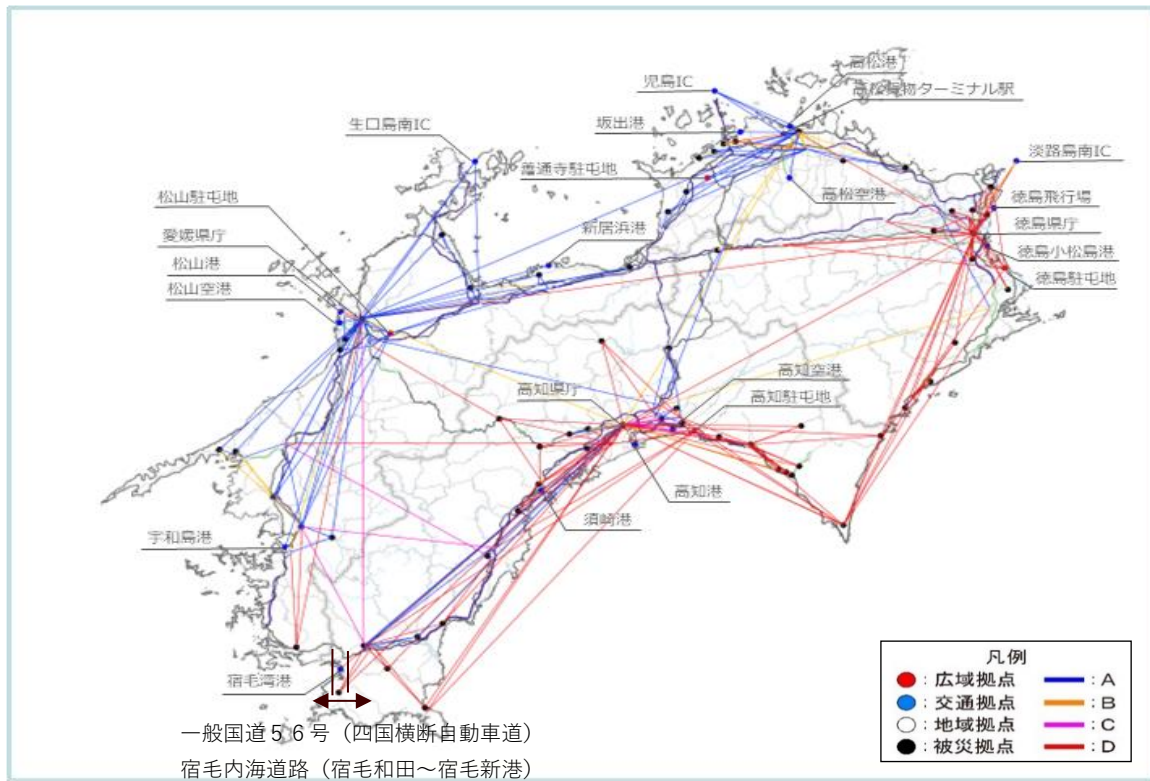 高松港
児島IC
高松貨物ターミナル駅
坂出港
生口島南IC
淡路島南IC
善通寺駐屯地
松山駐屯地
高松空港
徳島飛行場
愛媛県庁
新居浜港
徳島県庁
松山港
徳島小松島港
松山空港
徳島駐屯地
高知空港
高知県庁
高知駐屯地
高知港
須崎港
宇和島港
宿毛湾港
凡例
：広域拠点 ：A
：交通拠点 ：B
：地域拠点 ：C
：被災拠点 ：D
一般国道５６号（四国横断自動車道）
宿毛内海道路（宿毛和田～宿毛新港）